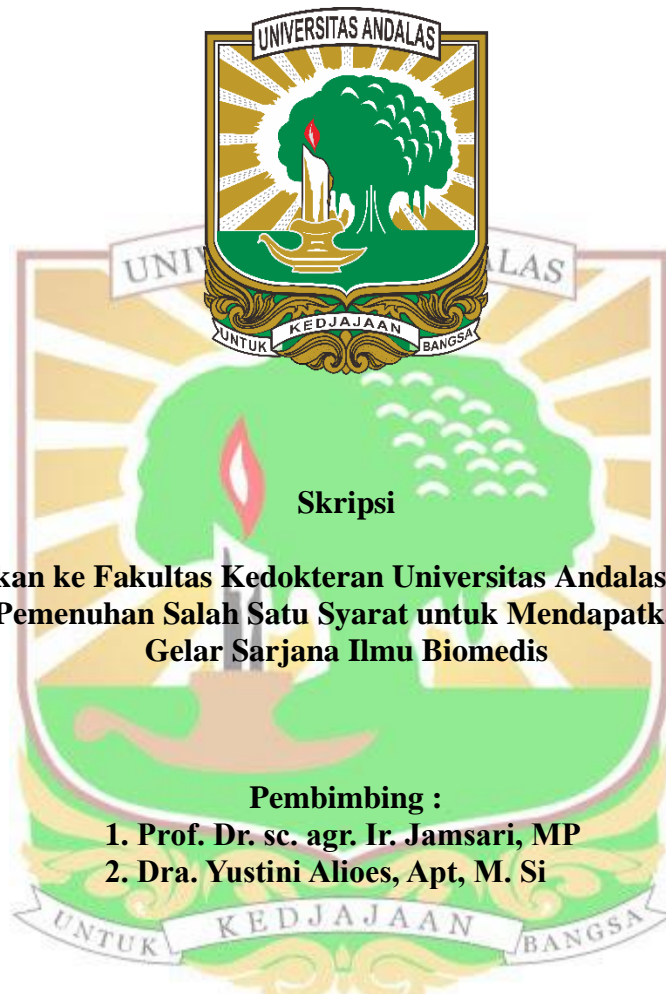 UNIVERSITAS ANDALAS
UNTUK KEDJAJAAN BANGSA
Skripsi
kan ke Fakultas Kedokteran Universitas Andalas
Pemenuhan Salah Satu Syarat untuk Mendapatk
Gelar Sarjana Ilmu Biomedis
Pembimbing :
1. Prof. Dr. sc. agr. Ir. Jamsari, MP
2. Dra. Yustini Alioes, Apt, M. Si
UNTUK KEDJAJAAN BANGSA